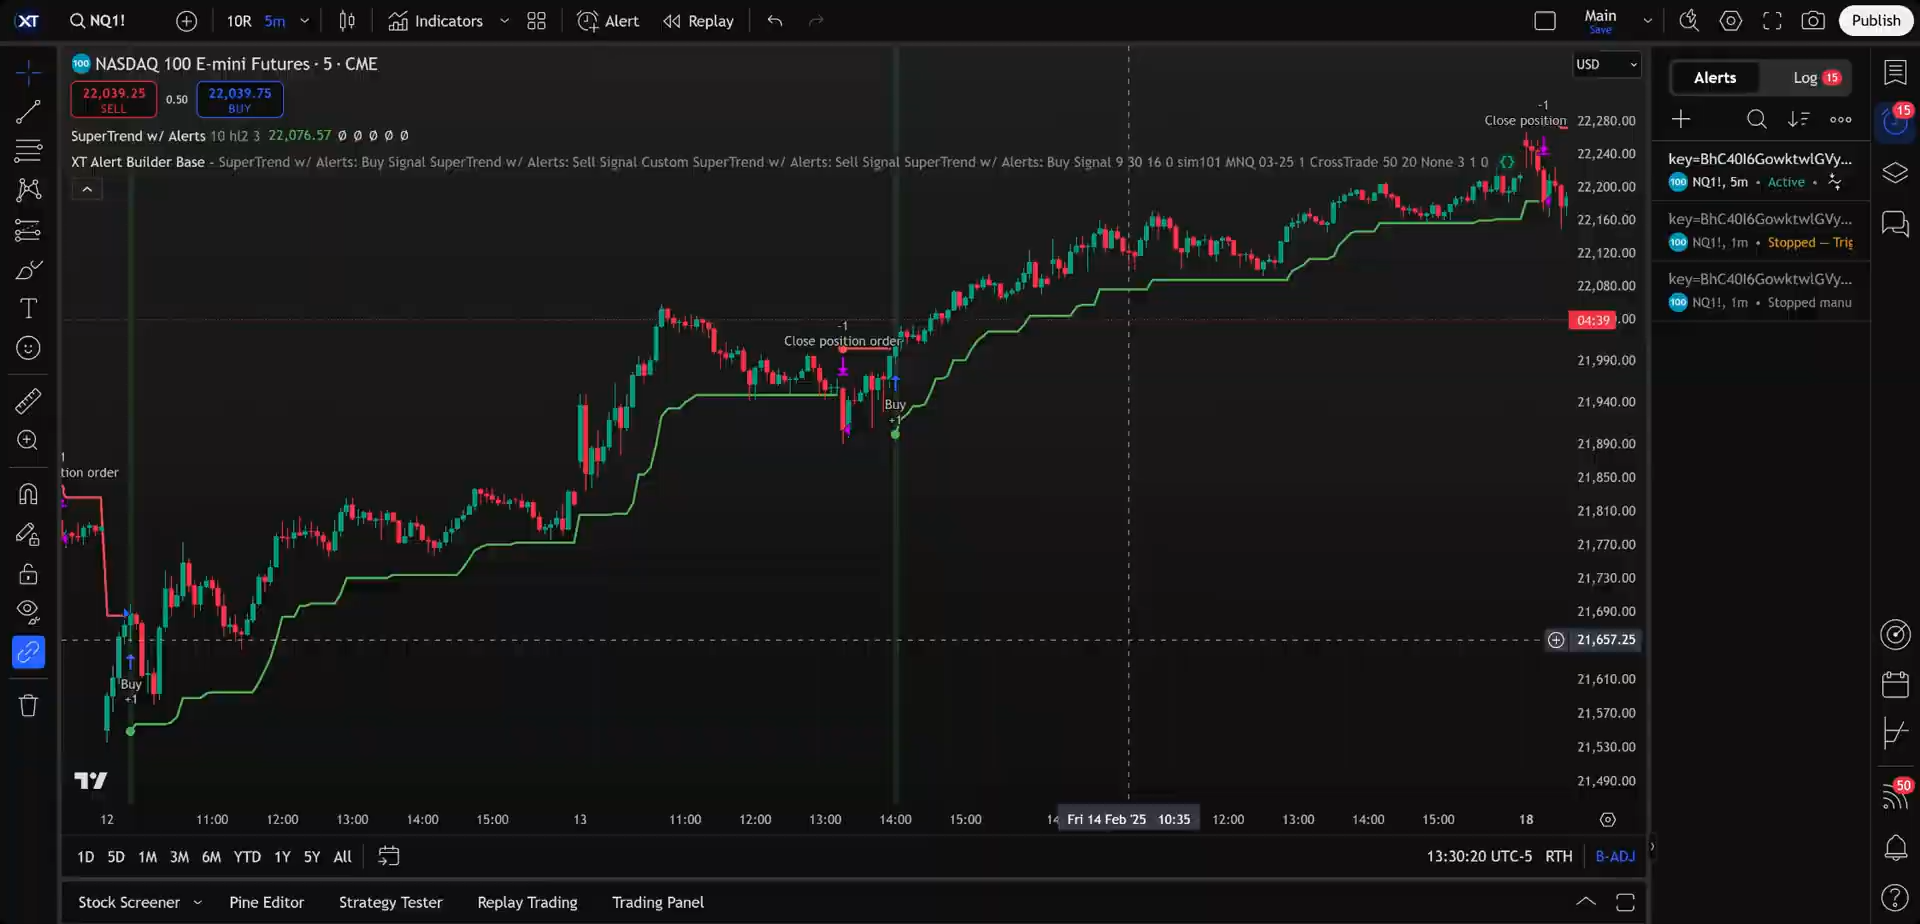 XT
NQ1!
10R
5m
Indicators
Alert
Replay
Main
Save
Publish
100
NASDAQ 100 E-mini Futures · 5 · CME
22,039.25
SELL
0.50
22,039.75
BUY
SuperTrend w/ Alerts 10 hl2 3 22,076.57 Ø Ø Ø Ø Ø
XT Alert Builder Base - SuperTrend w/ Alerts: Buy Signal SuperTrend w/ Alerts: Sell Signal Custom SuperTrend w/ Alerts: Sell Signal SuperTrend w/ Alerts: Buy Signal 9 30 16 0 sim101 MNQ 03-25 1 CrossTrade 50 20 None 3 1 0
USD
-1
Close position
22,280.00
22,240.00
22,200.00
22,160.00
22,120.00
22,080.00
04:39
.00
21,990.00
21,940.00
21,890.00
21,850.00
21,810.00
21,770.00
21,730.00
21,690.00
21,657.25
21,610.00
21,570.00
21,530.00
21,490.00
-1
Close position order
Buy
+1
1
tion order
Buy
+1
12
11:00
12:00
13:00
14:00
15:00
13
11:00
12:00
13:00
14:00
15:00
14
Fri 14 Feb '25 10:35
12:00
13:00
14:00
15:00
18
1D
5D
1M
3M
6M
YTD
1Y
5Y
All
13:30:20 UTC-5
RTH
B-ADJ
Stock Screener
Pine Editor
Strategy Tester
Replay Trading
Trading Panel
Alerts
Log 15
key=BhC40I6GowktwlGVy...
100 NQ1!, 5m • Active •
key=BhC40I6GowktwlGVy...
100 NQ1!, 1m • Stopped — Trig
key=BhC40I6GowktwlGVy...
100 NQ1!, 1m • Stopped manu
15
50